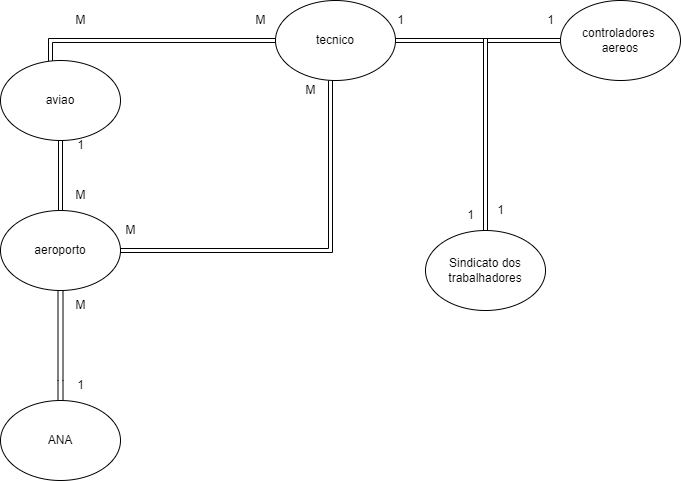 M
M
1
1
tecnico
controladores
aereos
M
aviao
1
M
1
1
M
aeroporto
Sindicato dos
trabalhadores
M
1
ANA